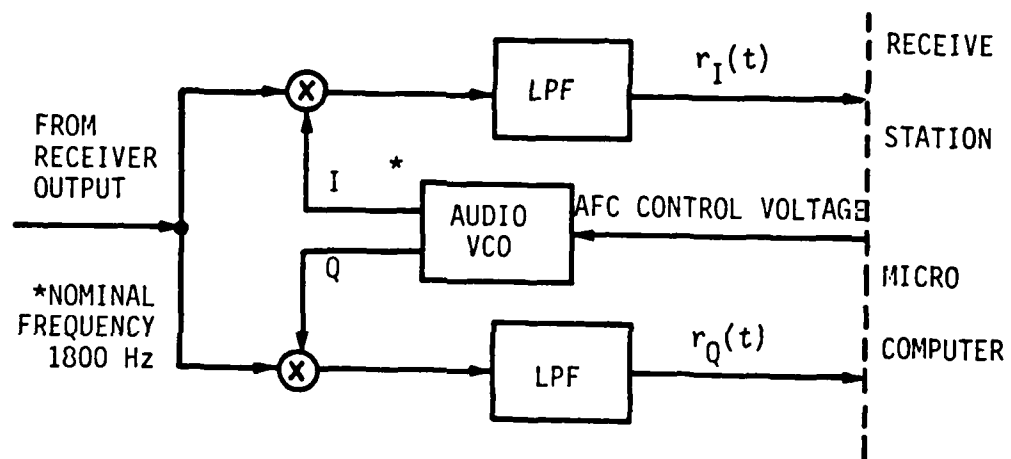 FROM
RECEIVER
OUTPUT
*NOMINAL
FREQUENCY
1800 Hz
X
I
*
Q
X
LPF
AUDIO
VCO
LPF
r_I(t)
AFC CONTROL VOLTAGE
r_Q(t)
RECEIVE
STATION
MICRO
COMPUTER